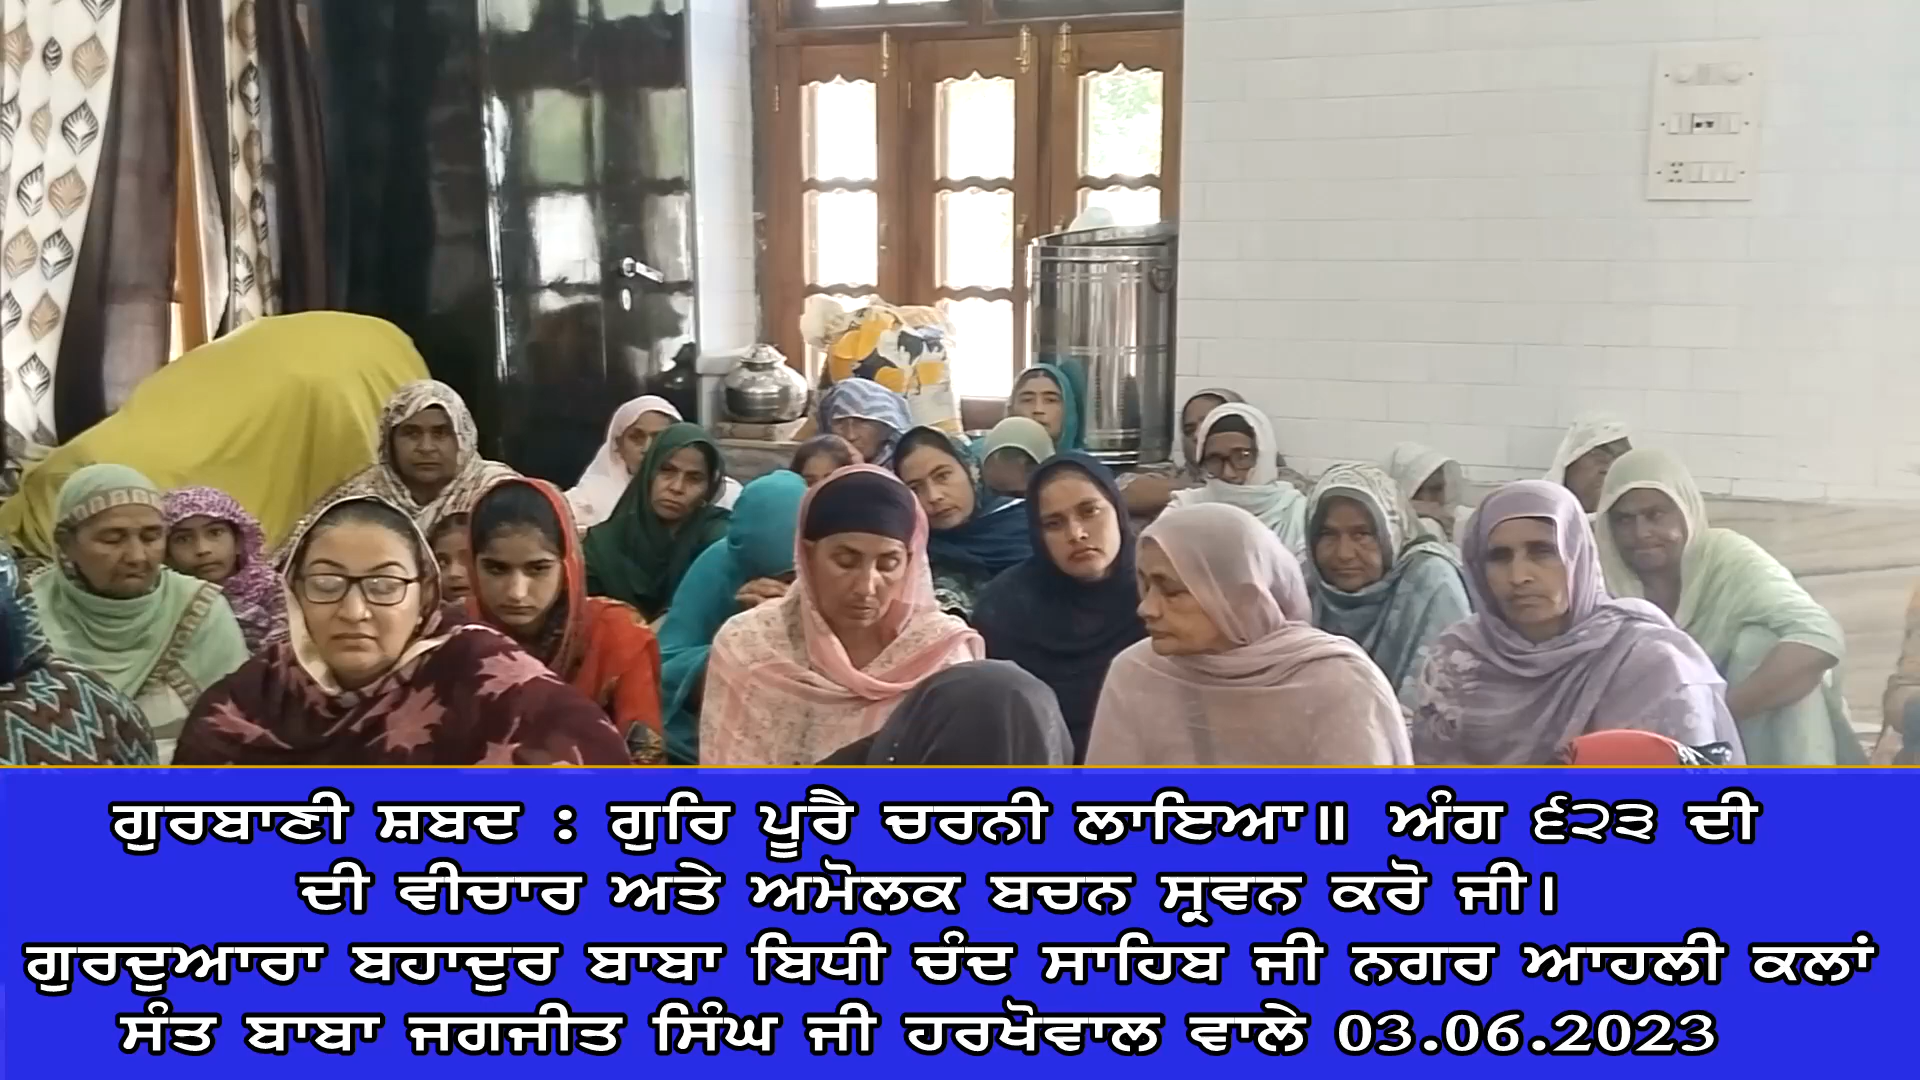 ਗੁਰਬਾਣੀ ਸ਼ਬਦ : ਗੁਰਿ ਪੂਰੈ ਚਰਨੀ ਲਾਇਆ॥ ਅੰਗ ੬੨੩ ਦੀ
ਦੀ ਵੀਚਾਰ ਅਤੇ ਅਮੋਲਕ ਬਚਨ ਸ੍ਰਵਨ ਕਰੋ ਜੀ।
ਗੁਰਦੁਆਰਾ ਬਹਾਦੁਰ ਬਾਬਾ ਬਿਧੀ ਚੰਦ ਸਾਹਿਬ ਜੀ ਨਗਰ ਆਹਲੀ ਕਲਾਂ
ਸੰਤ ਬਾਬਾ ਜਗਜੀਤ ਸਿੰਘ ਜੀ ਹਰਖੋਵਾਲ ਵਾਲੇ 03.06.2023